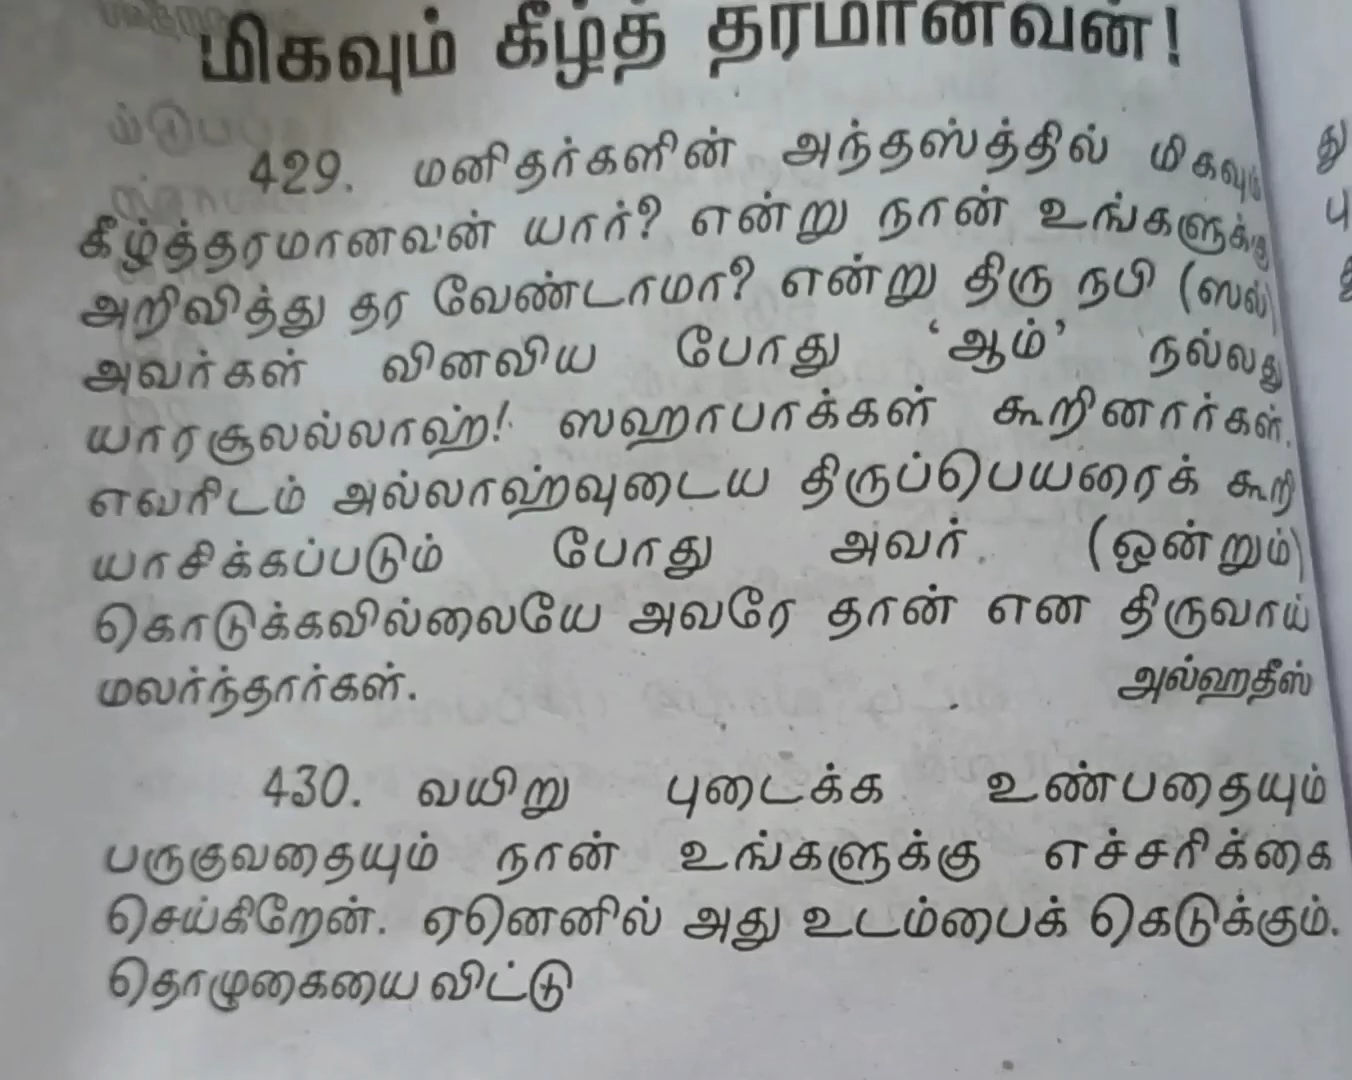 மிகவும் கீழ்த் தரமானவன்!
429. மனிதர்களின் அந்தஸ்த்தில் மிகவும்
கீழ்த்தரமானவன் யார்? என்று நான் உங்களுக்கு
அறிவித்து தர வேண்டாமா? என்று திரு நபி (ஸல்)
அவர்கள் வினவிய போது ‘ஆம்’ நல்லது
யாரசூலல்லாஹ்! ஸஹாபாக்கள் கூறினார்கள்.
எவரிடம் அல்லாஹ்வுடைய திருப்பெயரைக் கூறி
யாசிக்கப்படும் போது அவர் (ஒன்றும்)
கொடுக்கவில்லையே அவரே தான் என திருவாய்
மலர்ந்தார்கள். அல்ஹதீஸ்
430. வயிறு புடைக்க உண்பதையும்
பருகுவதையும் நான் உங்களுக்கு எச்சரிக்கை
செய்கிறேன். ஏனெனில் அது உடம்பைக் கெடுக்கும்.
தொழுகையை விட்டு